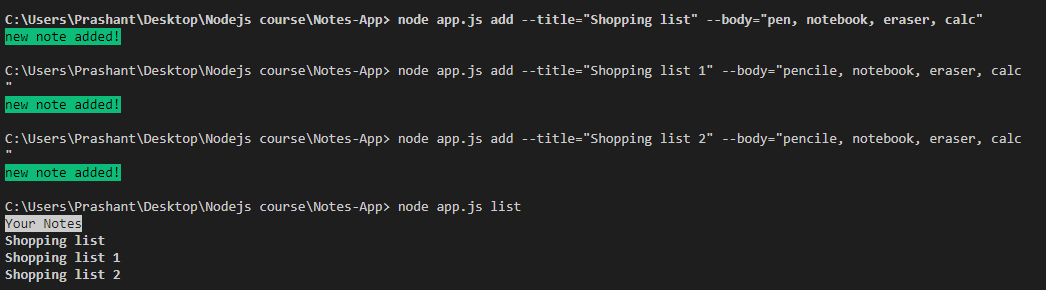 C:\Users\Prashant\Desktop\Nodejs course\Notes-App> node app.js add --title="Shopping list" --body="pen, notebook, eraser, calc"
new note added!
C:\Users\Prashant\Desktop\Nodejs course\Notes-App> node app.js add --title="Shopping list 1" --body="pencile, notebook, eraser, calc
"
new note added!
C:\Users\Prashant\Desktop\Nodejs course\Notes-App> node app.js add --title="Shopping list 2" --body="pencile, notebook, eraser, calc
"
new note added!
C:\Users\Prashant\Desktop\Nodejs course\Notes-App> node app.js list
Your Notes
Shopping list
Shopping list 1
Shopping list 2